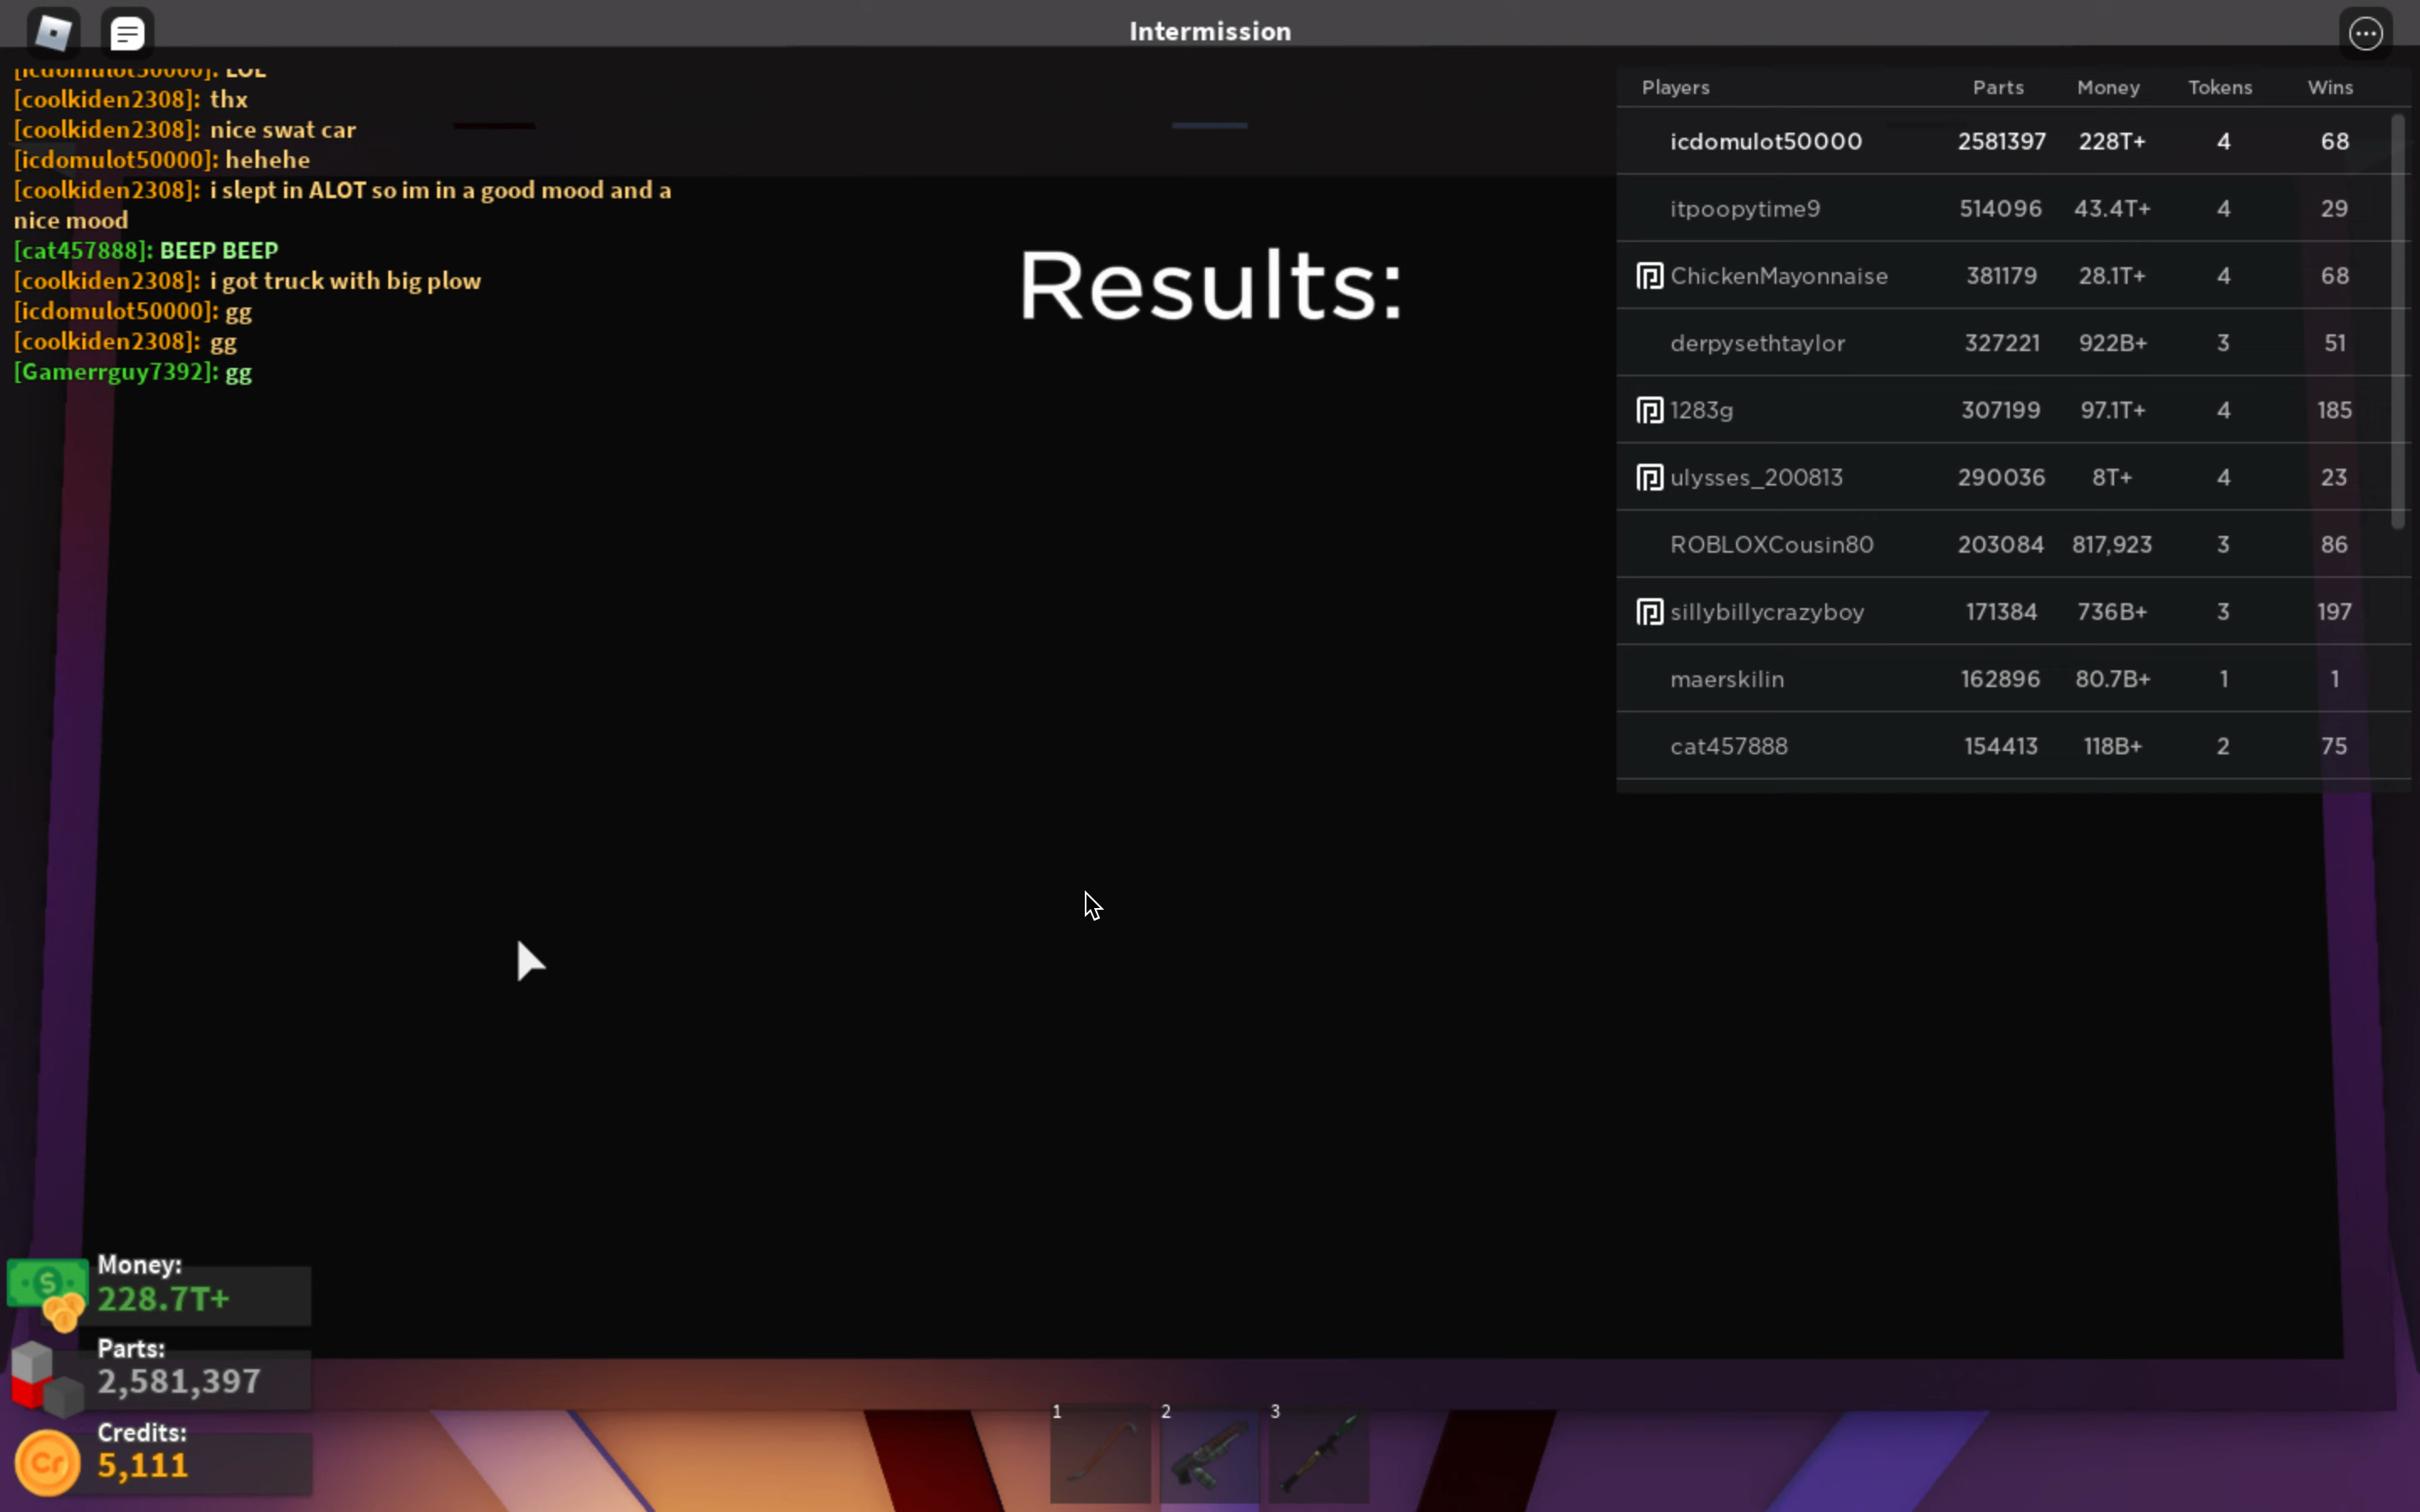 Intermission
[icdomulot50000]: LOL
[coolkiden2308]: thx
[coolkiden2308]: nice swat car
[icdomulot50000]: hehehe
[coolkiden2308]: i slept in ALOT so im in a good mood and a
nice mood
[cat457888]: BEEP BEEP
[coolkiden2308]: i got truck with big plow
[icdomulot50000]: gg
[coolkiden2308]: gg
[Gamerrguy7392]: gg
Results:
Players Parts Money Tokens Wins
icdomulot50000 2581397 228T+ 4 68
itpoopytime9 514096 43.4T+ 4 29
ChickenMayonnaise 381179 28.1T+ 4 68
derpysethtaylor 327221 922B+ 3 51
1283g 307199 97.1T+ 4 185
ulysses_200813 290036 8T+ 4 23
ROBLOXCousin80 203084 817,923 3 86
sillybillycrazyboy 171384 736B+ 3 197
maerskilin 162896 80.7B+ 1 1
cat457888 154413 118B+ 2 75
Money:
228.7T+
Parts:
2,581,397
Credits:
Cr 5,111
1 2 3